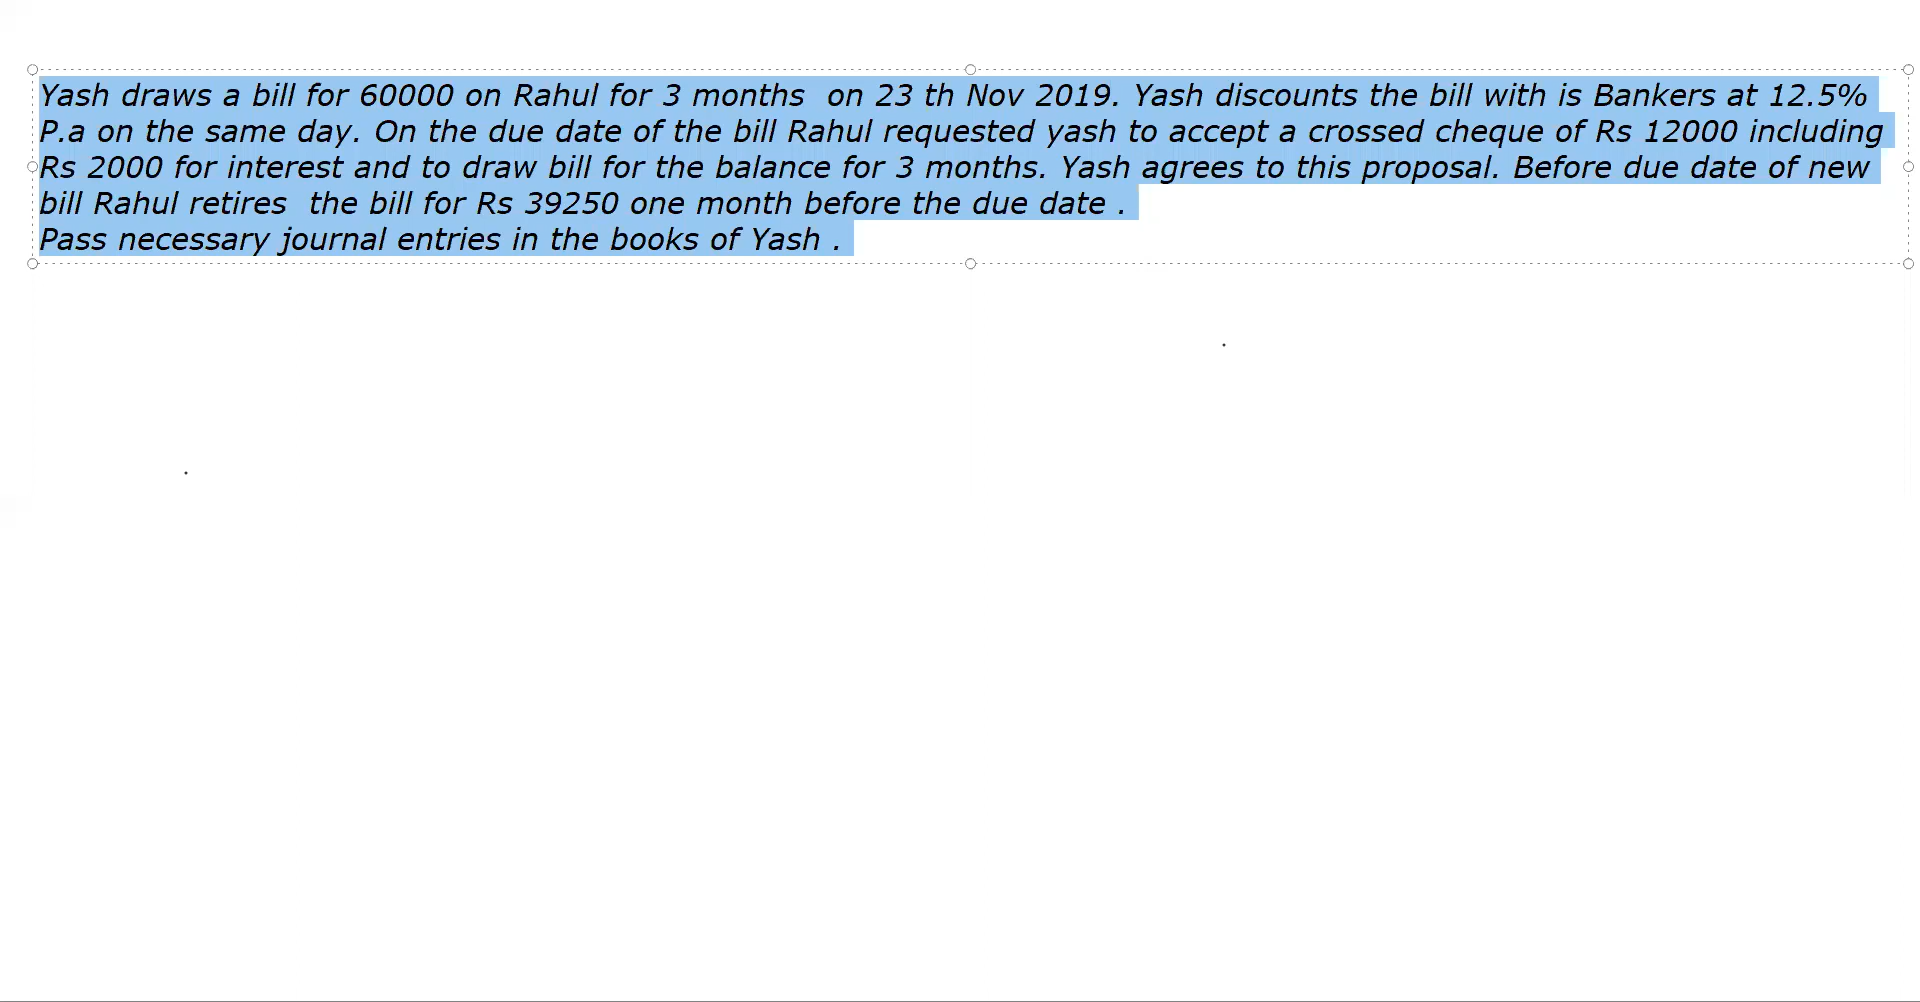 Yash draws a bill for 60000 on Rahul for 3 months  on 23 th Nov 2019. Yash discounts the bill with is Bankers at 12.5%
P.a on the same day. On the due date of the bill Rahul requested yash to accept a crossed cheque of Rs 12000 including
Rs 2000 for interest and to draw bill for the balance for 3 months. Yash agrees to this proposal. Before due date of new
bill Rahul retires  the bill for Rs 39250 one month before the due date .
Pass necessary journal entries in the books of Yash .